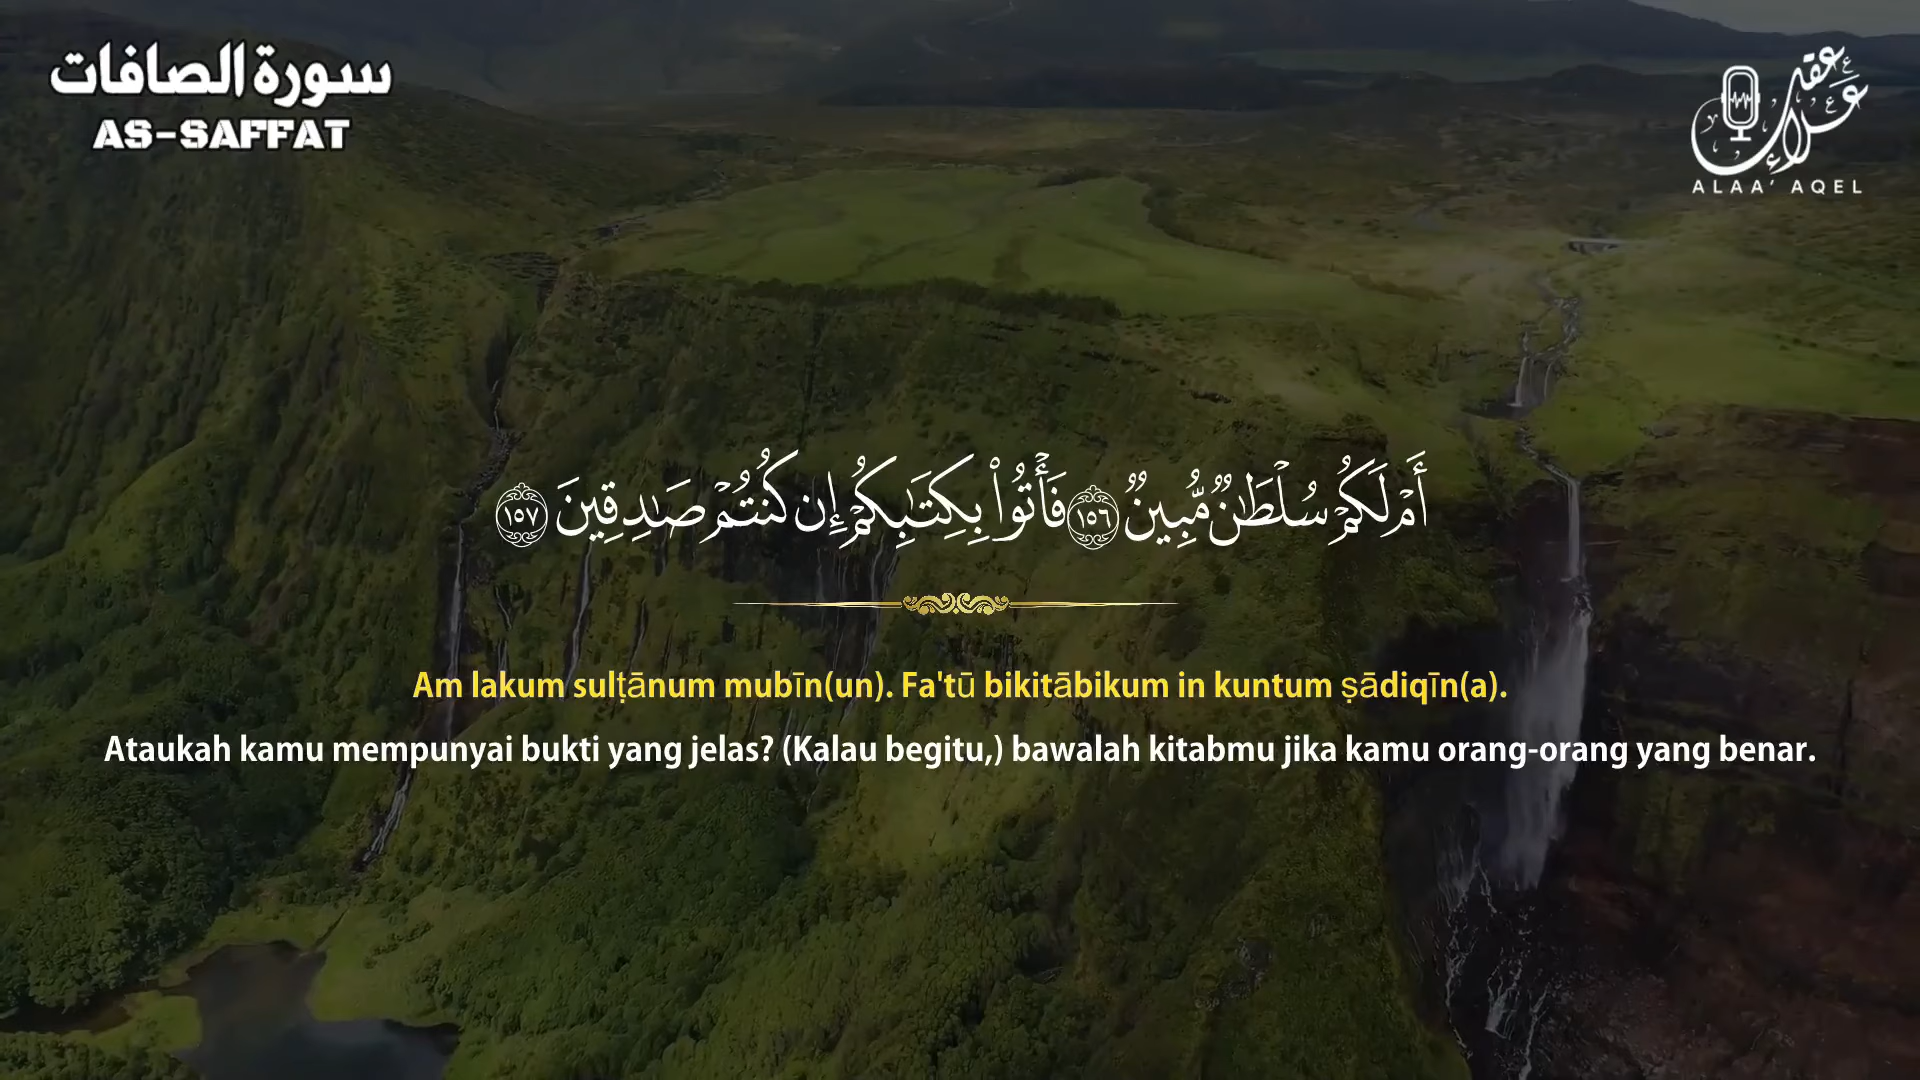 سورة الصافات
AS-SAFFAT
علاء عقل
ALAA' AQEL
أَمْ لَكُمْ سُلْطَٰنٌ مُّبِينٌ ١٥٦ فَأْتُوا۟ بِكِتَٰبِكُمْ إِن كُنتُمْ صَٰدِقِينَ ١٥٧
Am lakum sulṭānum mubīn(un). Fa'tū bikitābikum in kuntum ṣādiqīn(a).
Ataukah kamu mempunyai bukti yang jelas? (Kalau begitu,) bawalah kitabmu jika kamu orang-orang yang benar.